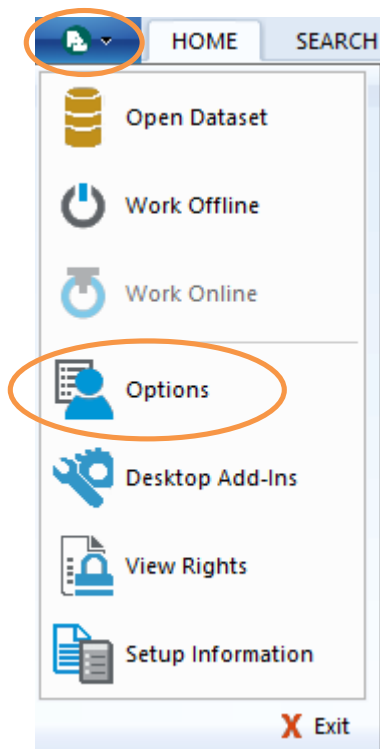 HOME SEARCH
Open Dataset
Work Offline
Work Online
Options
Desktop Add-Ins
View Rights
Setup Information
Exit